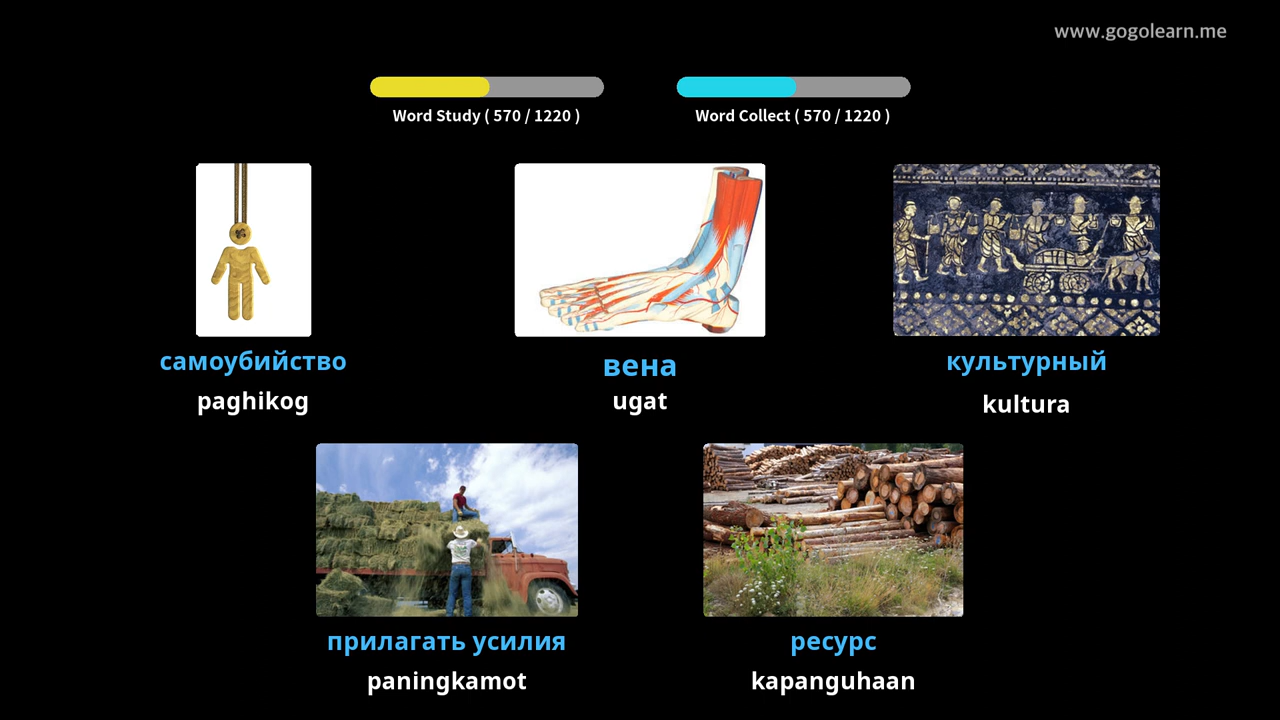 www.gogolearn.me
Word Study ( 570 / 1220 )
Word Collect ( 570 / 1220 )
самоубийство
paghikog
вена
ugat
культурный
kultura
прилагать усилия
paningkamot
ресурс
kapanguhaan